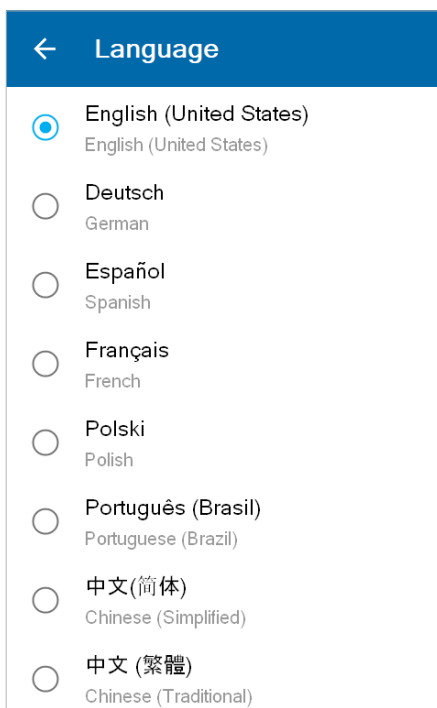 Language
English (United States)
English (United States)
Deutsch
German
Español
Spanish
Français
French
Polski
Polish
Português (Brasil)
Portuguese (Brazil)
中文(简体)
Chinese (Simplified)
中文 (繁體)
Chinese (Traditional)